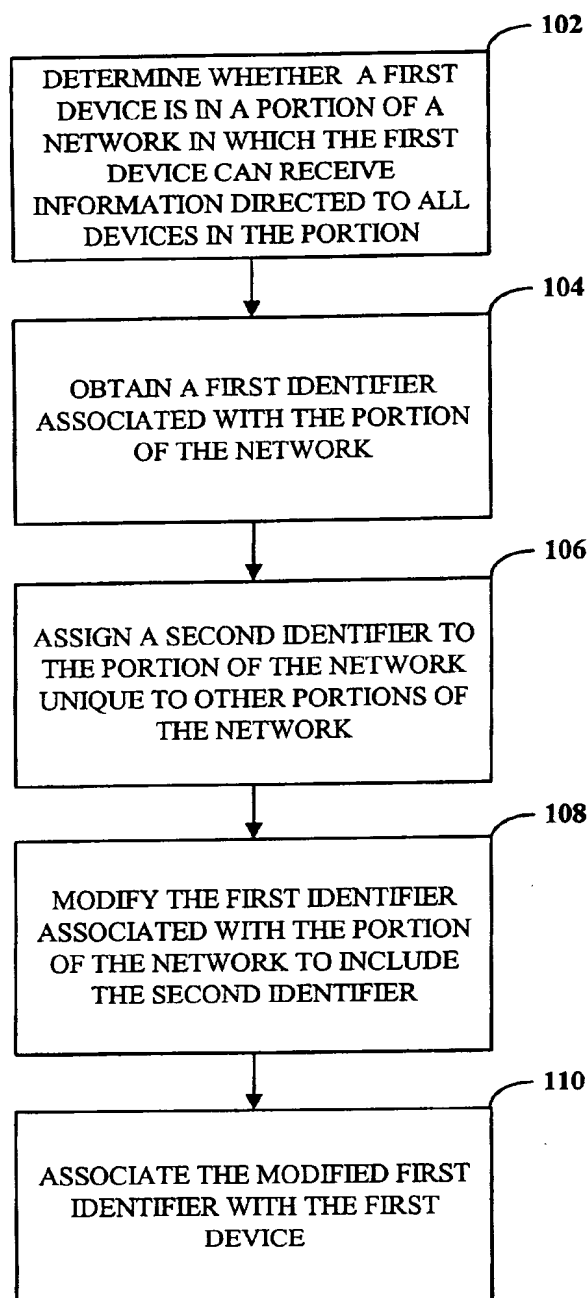 102
DETERMINE WHETHER A FIRST
DEVICE IS IN A PORTION OF A
NETWORK IN WHICH THE FIRST
DEVICE CAN RECEIVE
INFORMATION DIRECTED TO ALL
DEVICES IN THE PORTION
104
OBTAIN A FIRST IDENTIFIER
ASSOCIATED WITH THE PORTION
OF THE NETWORK
106
ASSIGN A SECOND IDENTIFIER TO
THE PORTION OF THE NETWORK
UNIQUE TO OTHER PORTIONS OF
THE NETWORK
108
MODIFY THE FIRST IDENTIFIER
ASSOCIATED WITH THE PORTION
OF THE NETWORK TO INCLUDE
THE SECOND IDENTIFIER
110
ASSOCIATE THE MODIFIED FIRST
IDENTIFIER WITH THE FIRST
DEVICE